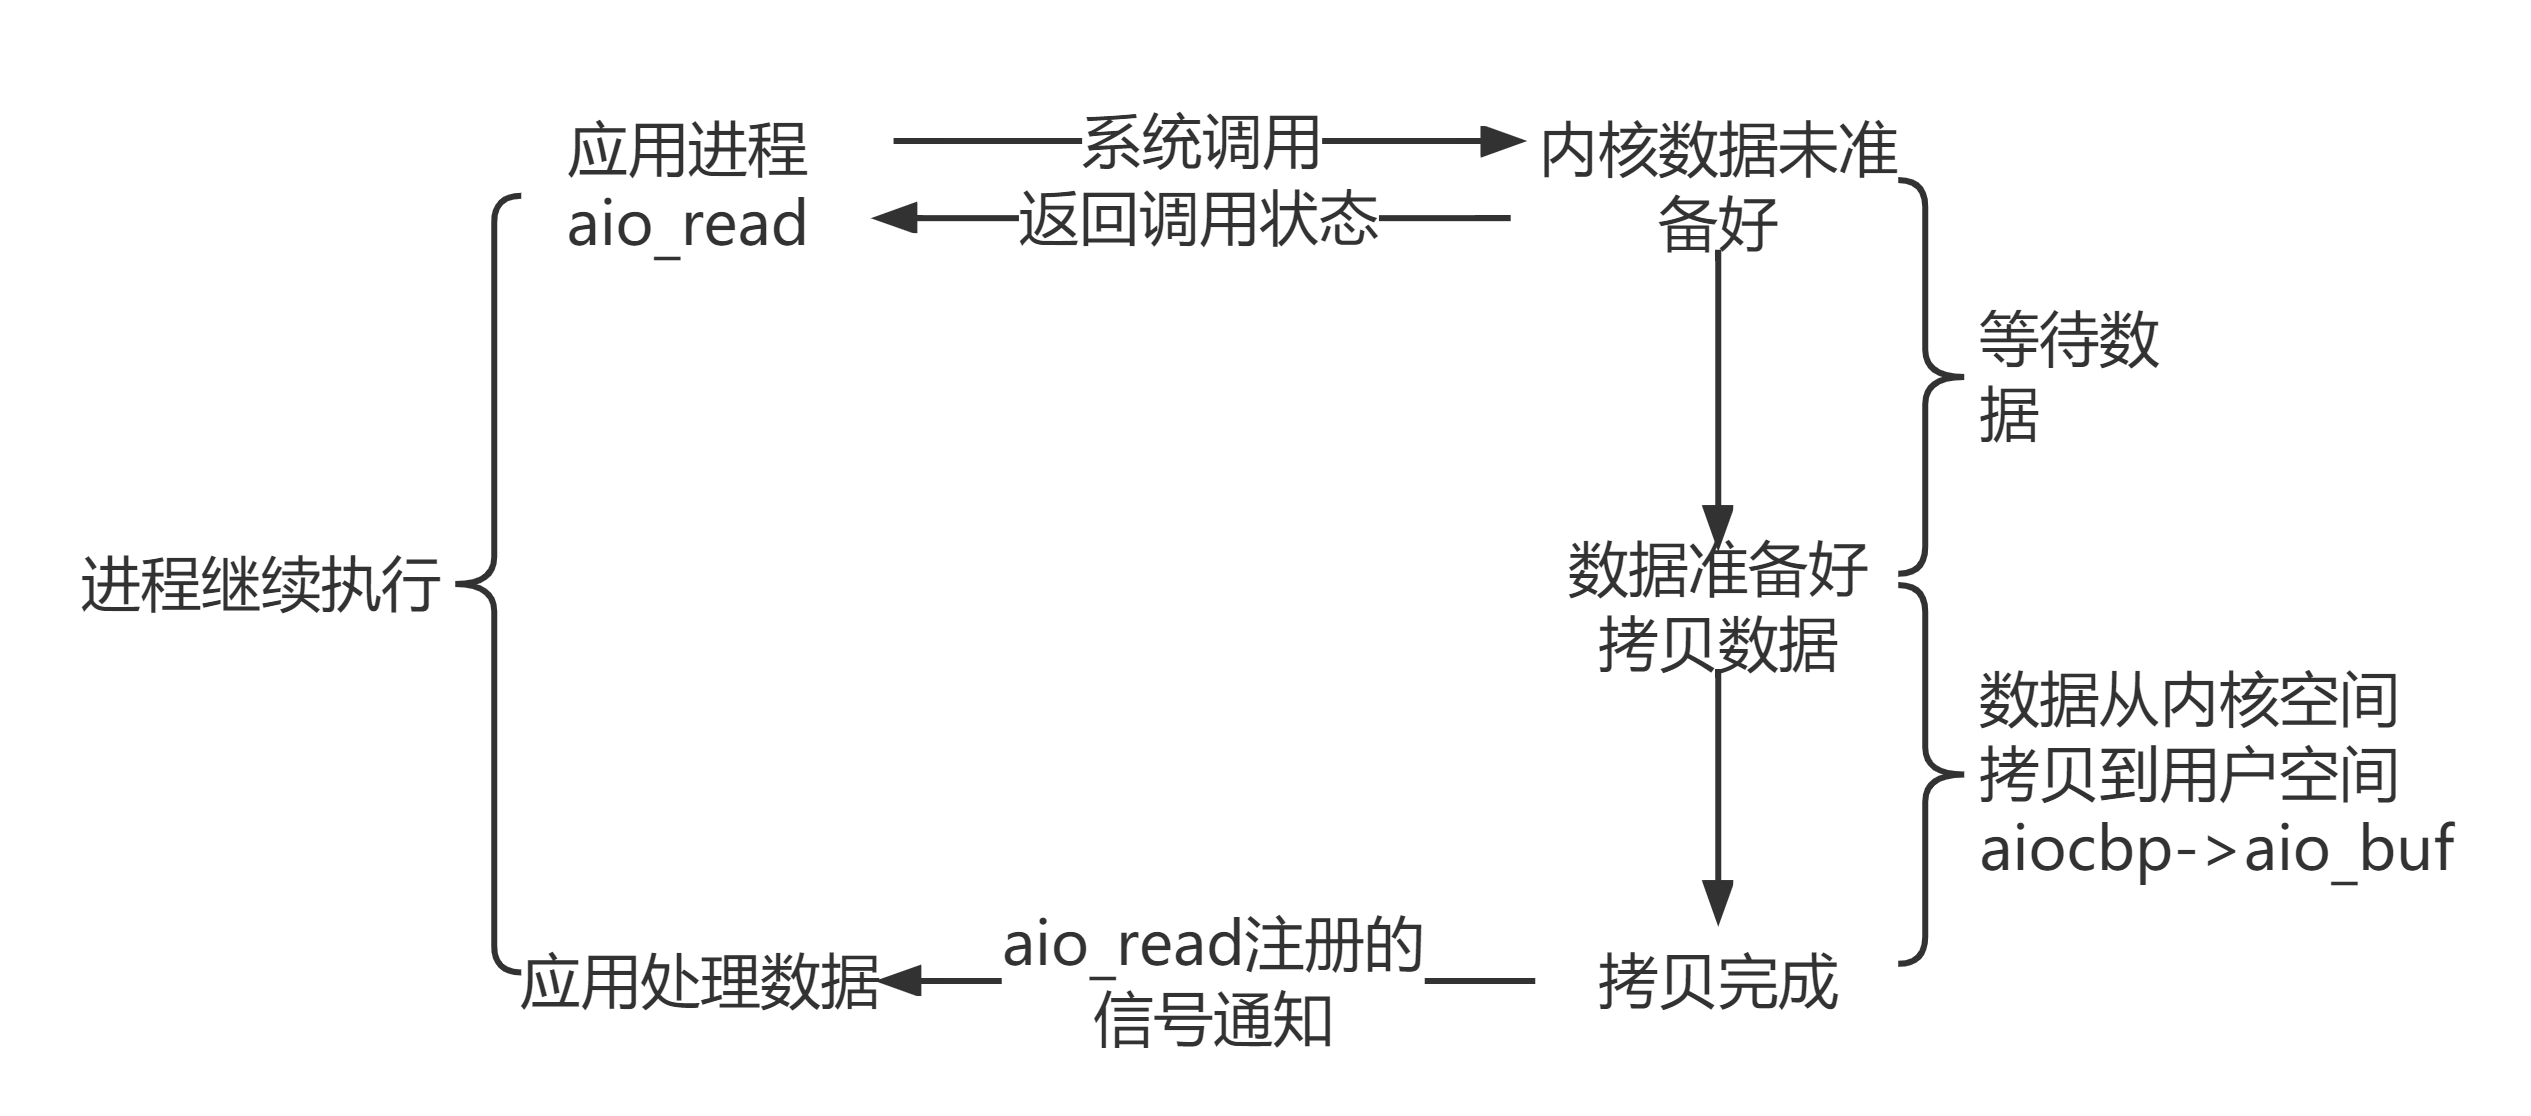 应用进程
aio_read
系统调用
返回调用状态
内核数据未准
备好
等待数
据
进程继续执行
数据准备好
拷贝数据
数据从内核空间
拷贝到用户空间
aiocbp->aio_buf
应用处理数据
aio_read注册的
信号通知
拷贝完成